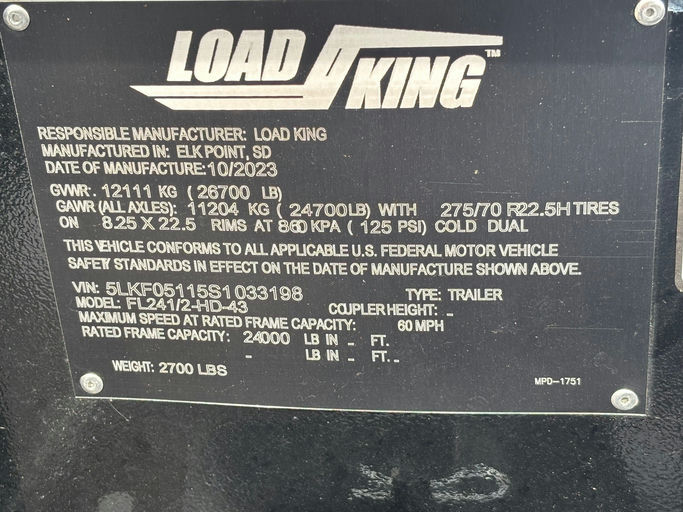 LOAD KING™
RESPONSIBLE MANUFACTURER: LOAD KING
MANUFACTURED IN: ELK POINT, SD
DATE OF MANUFACTURE: 10/2023
GVWR: 12111 KG ( 26700 LB)
GAWR (ALL AXLES): 11204 KG ( 24700LB) WITH 275/70 R22.5H TIRES
ON 8.25 X 22.5 RIMS AT 860 KPA ( 125 PSI) COLD DUAL
THIS VEHICLE CONFORMS TO ALL APPLICABLE U.S. FEDERAL MOTOR VEHICLE
SAFETY STANDARDS IN EFFECT ON THE DATE OF MANUFACTURE SHOWN ABOVE.
VIN: 5LKF05115S1033198 TYPE: TRAILER
MODEL: FL241/2-HD-43 COUPLER HEIGHT: -
MAXIMUM SPEED AT RATED FRAME CAPACITY: 60 MPH
RATED FRAME CAPACITY: 24000 LB IN - FT.
- LB IN - FT. -
WEIGHT: 2700 LBS
MPD-1751